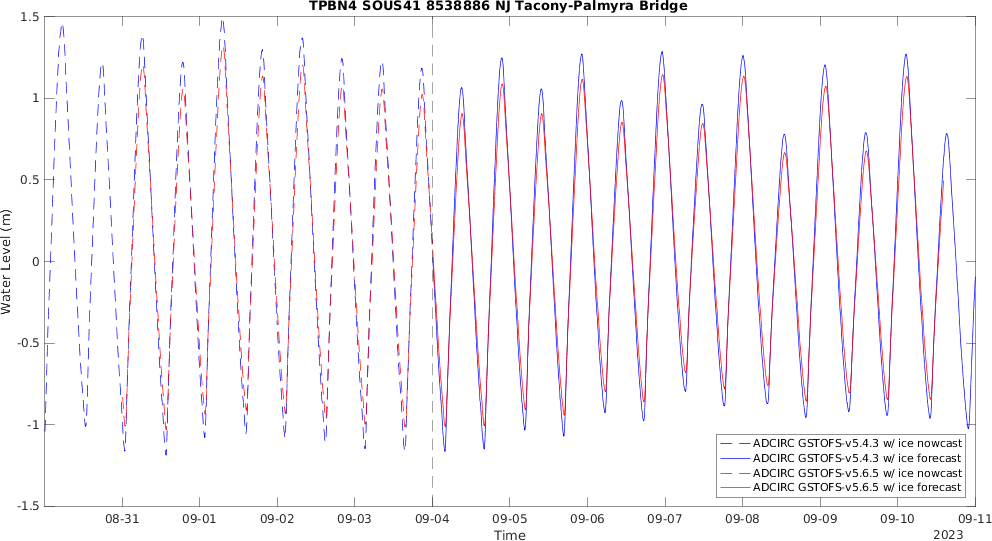 TPBN4 SOUS41 8538886 NJ Tacony-Palmyra Bridge
1.5
1
0.5
0
-0.5
-1
-1.5
Water Level (m)
ADCIRC GSTOFS-v5.4.3 w/ ice nowcast
ADCIRC GSTOFS-v5.4.3 w/ ice forecast
ADCIRC GSTOFS-v5.6.5 w/ ice nowcast
ADCIRC GSTOFS-v5.6.5 w/ ice forecast
08-31 09-01 09-02 09-03 09-04 09-05 09-06 09-07 09-08 09-09 09-10 09-11
Time
2023